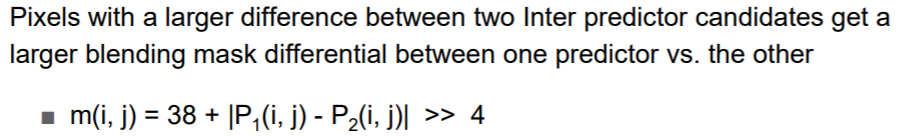 Pixels with a larger difference between two Inter predictor candidates get a
larger blending mask differential between one predictor vs. the other
■ m(i, j) = 38 + |P₁(i, j) - P₂(i, j)| >> 4